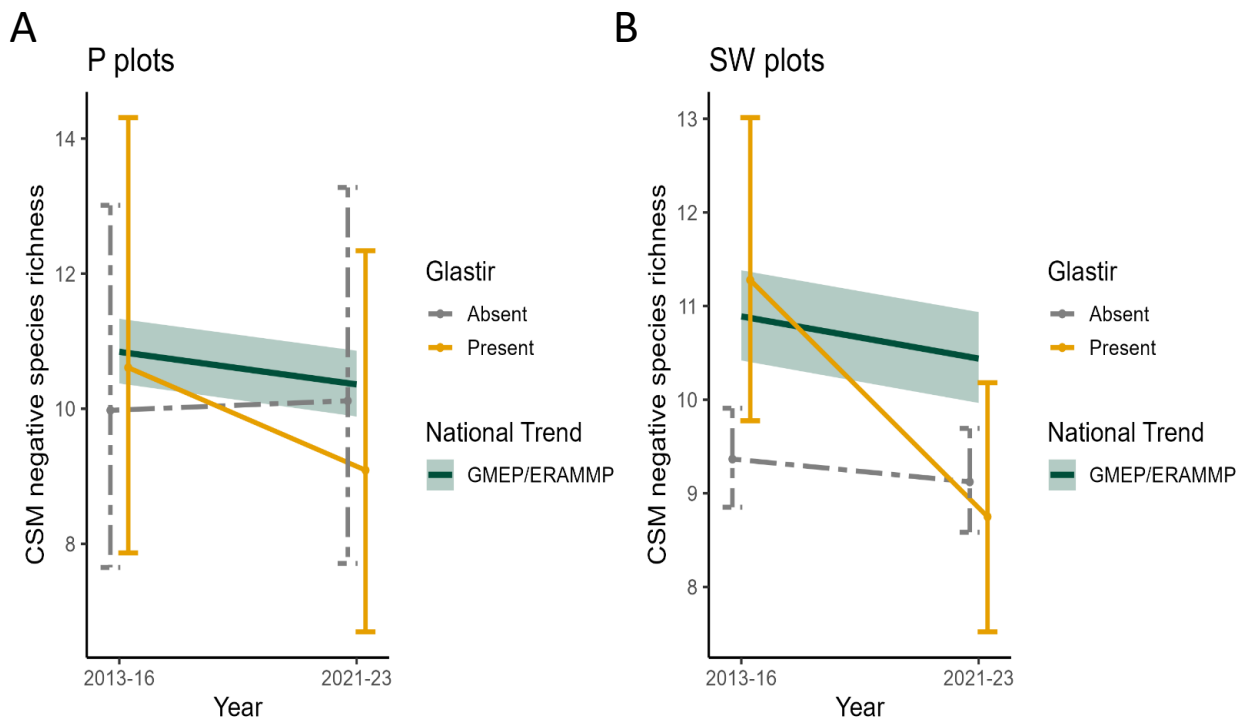 A
P plots
CSM negative species richness
14
12
10
8
2013-16
2021-23
Year
Glastir
Absent
Present
National Trend
GMEP/ERAMMP
B
SW plots
CSM negative species richness
13
12
11
10
9
8
2013-16
2021-23
Year
Glastir
Absent
Present
National Trend
GMEP/ERAMMP